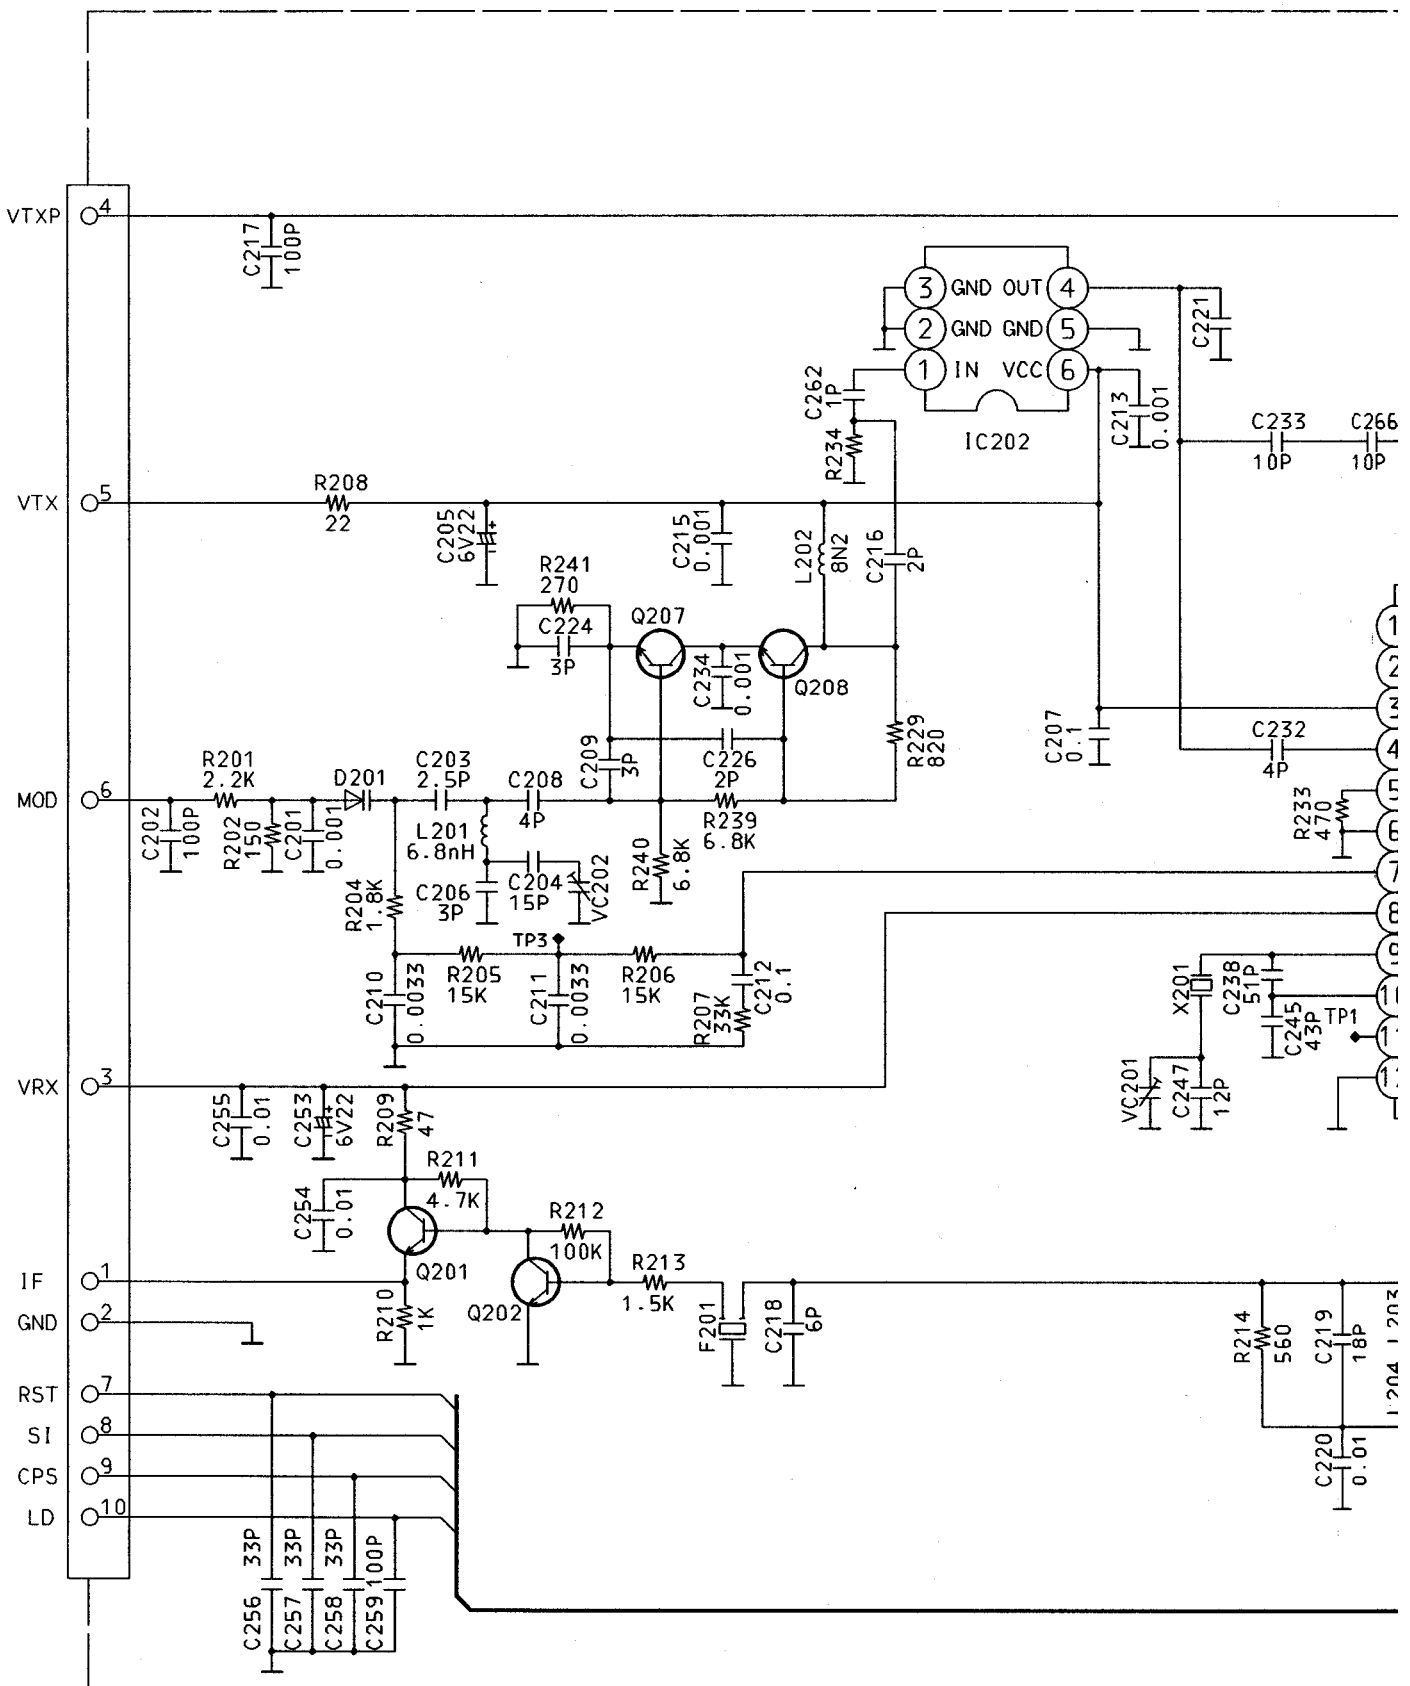 VTXP 4
C217 100P
3 GND OUT 4
2 GND GND 5
1 IN VCC 6
IC202
C221
C262 1P
R234
C213 0.001
C233
10P
C266
10P
VTX 5
R208
22
C205 6V22 +
C215 0.001
L202 8N2
C216 2P
R241
270
C224
3P
Q207
C234 0.001
Q208
1
2
3
4
5
6
7
8
9
10
R229 820
C207 0.1
C232
4P
C209 3P
C226
2P
MOD 6
R201
2.2K
D201
C203
2.5P
C208
4P
R239
6.8K
R233 470
C202 100P
R202 150
C201 0.001
L201
6.8nH
R240 6.8K
R204 1.8K
C206
3P
C204
15P
VC202
TP3
R205
15K
R206
15K
C210 0.0033
C211 0.0033
C212 0.1
R207 33K
X201
C238 51P
C245 43P
TP1
VC201
C247 12P
VRX 3
C255 0.01
C253 6V22 +
R209 47
R211
4.7K
C254 0.01
R212
100K
Q201
IF 1
GND 2
R210 1K
Q202
R213
1.5K
F201
C218 6P
R214 560
C219 18P
L204 L203
C220 0.01
RST 7
SI 8
CPS 9
LD 10
C256 33P
C257 33P
C258 33P
C259 100P